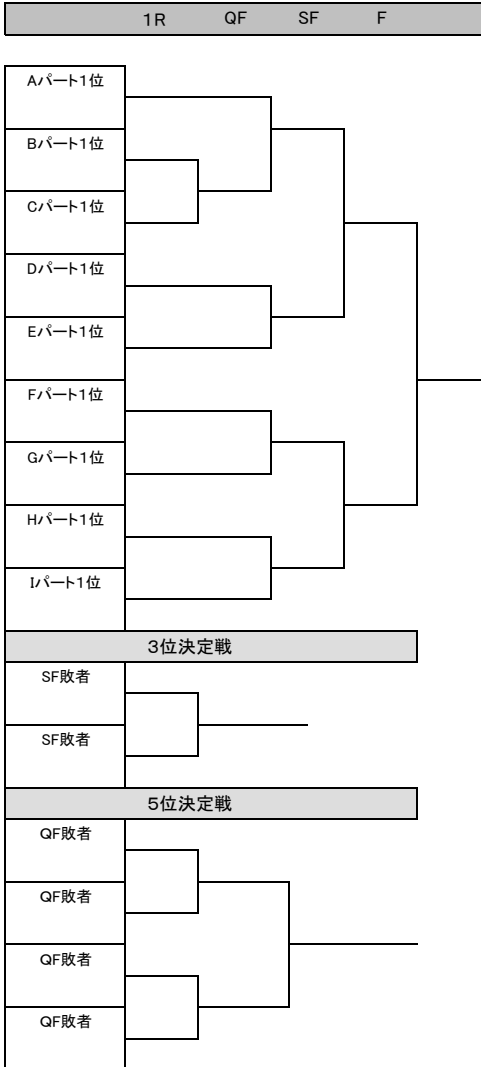 1R QF SF F
Aパート1位
Bパート1位
Cパート1位
Dパート1位
Eパート1位
Fパート1位
Gパート1位
Hパート1位
Iパート1位
3位決定戦
SF敗者
SF敗者
5位決定戦
QF敗者
QF敗者
QF敗者
QF敗者